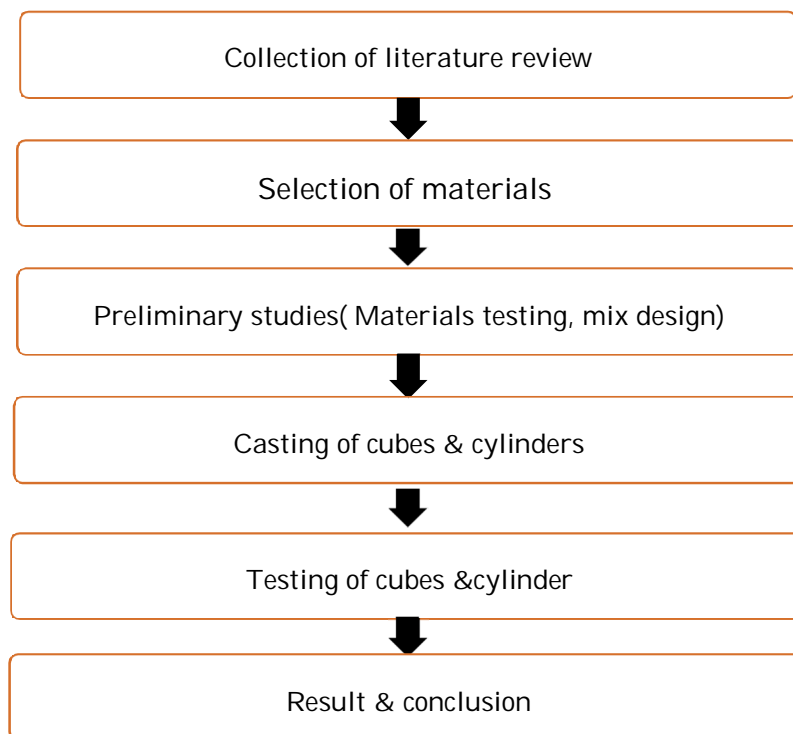 Collection of literature review
Selection of materials
Preliminary studies( Materials testing, mix design)
Casting of cubes & cylinders
Testing of cubes &cylinder
Result & conclusion